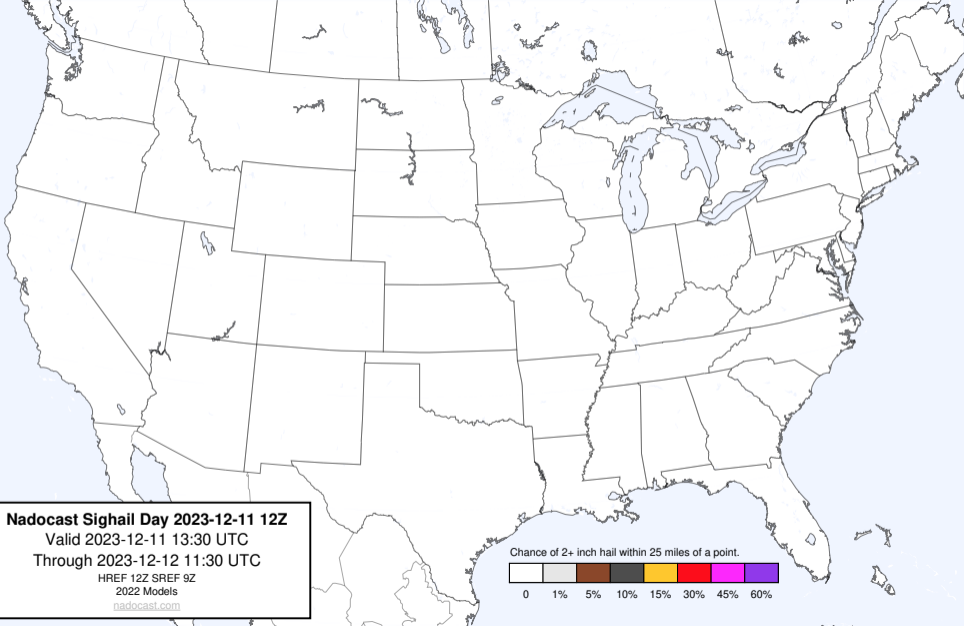 Nadocast Sighail Day 2023-12-11 12Z
Valid 2023-12-11 13:30 UTC
Through 2023-12-12 11:30 UTC
HREF 12Z SREF 9Z
2022 Models
nadocast.com
Chance of 2+ inch hail within 25 miles of a point.
0 1% 5% 10% 15% 30% 45% 60%